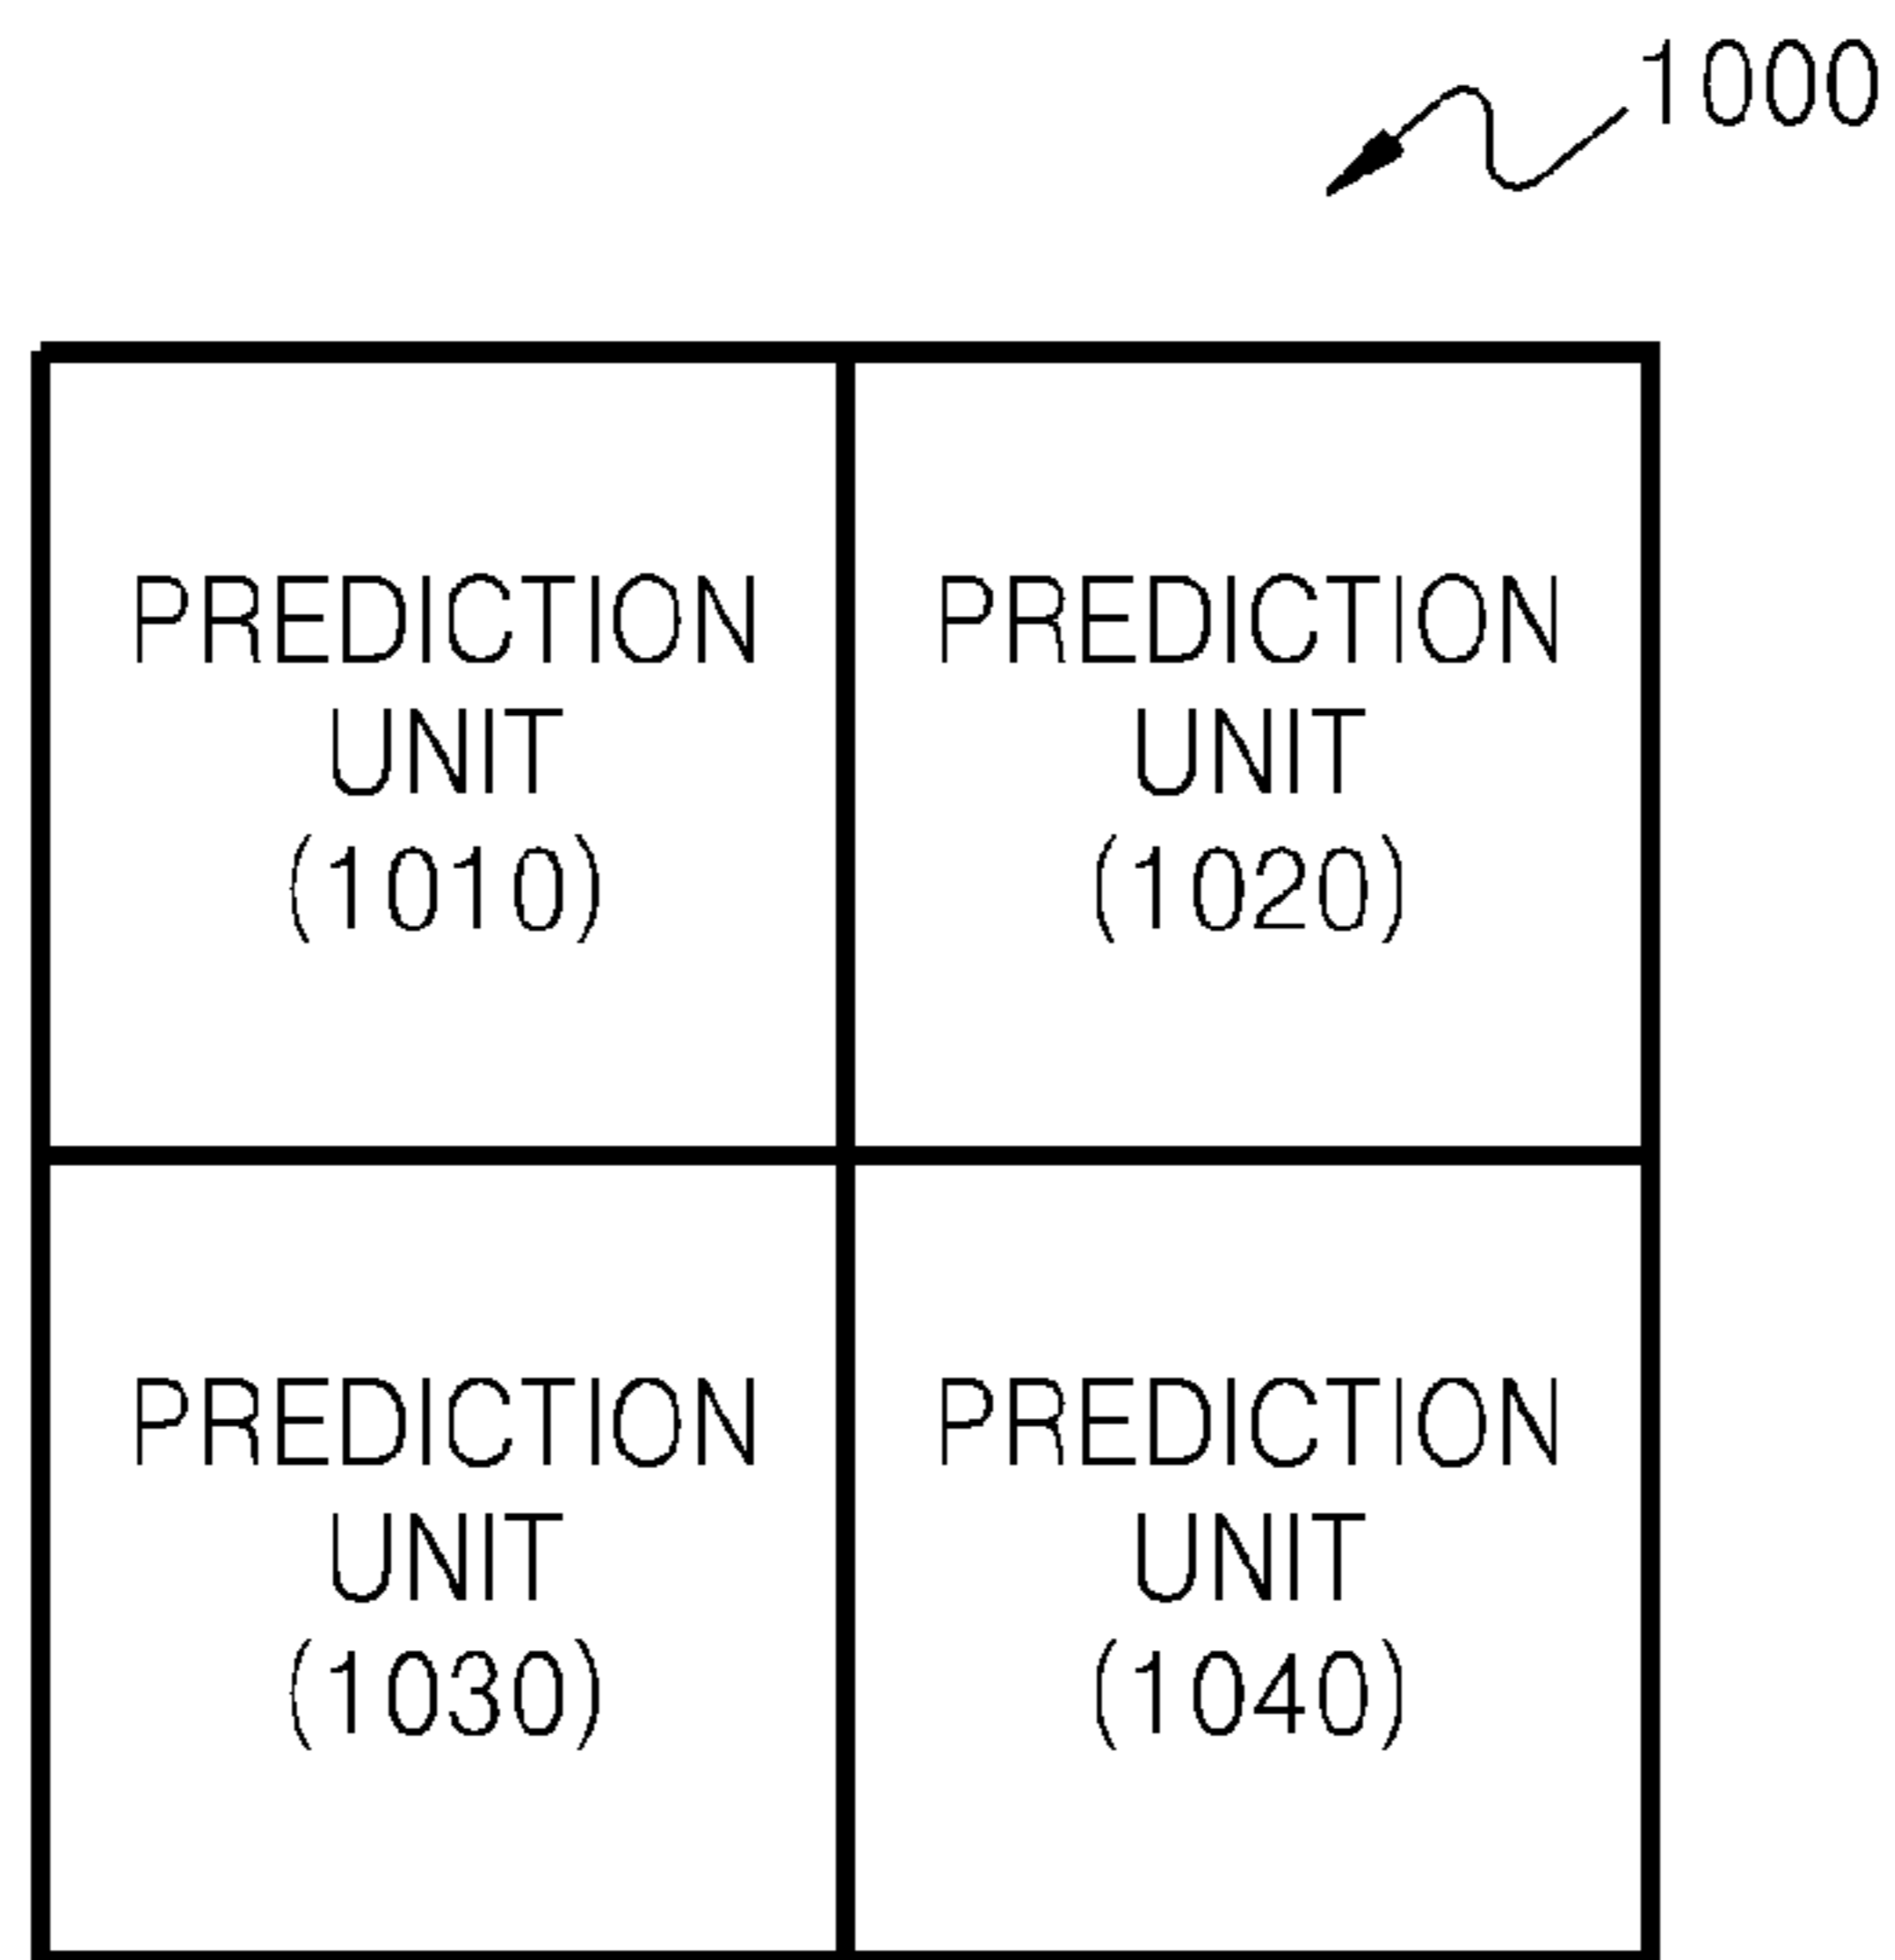 1000
PREDICTION
UNIT
(1010)
PREDICTION
UNIT
(1020)
PREDICTION
UNIT
(1030)
PREDICTION
UNIT
(1040)